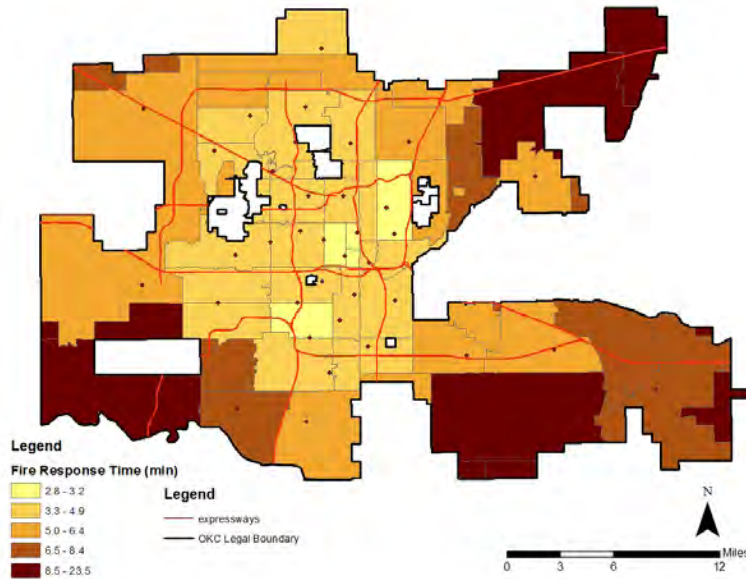 Legend
Fire Response Time (min)
2.8 - 3.2
3.3 - 4.9
5.0 - 6.4
6.5 - 8.4
8.5 - 23.5
Legend
expressways
OKC Legal Boundary
N
Miles
0 3 6 12